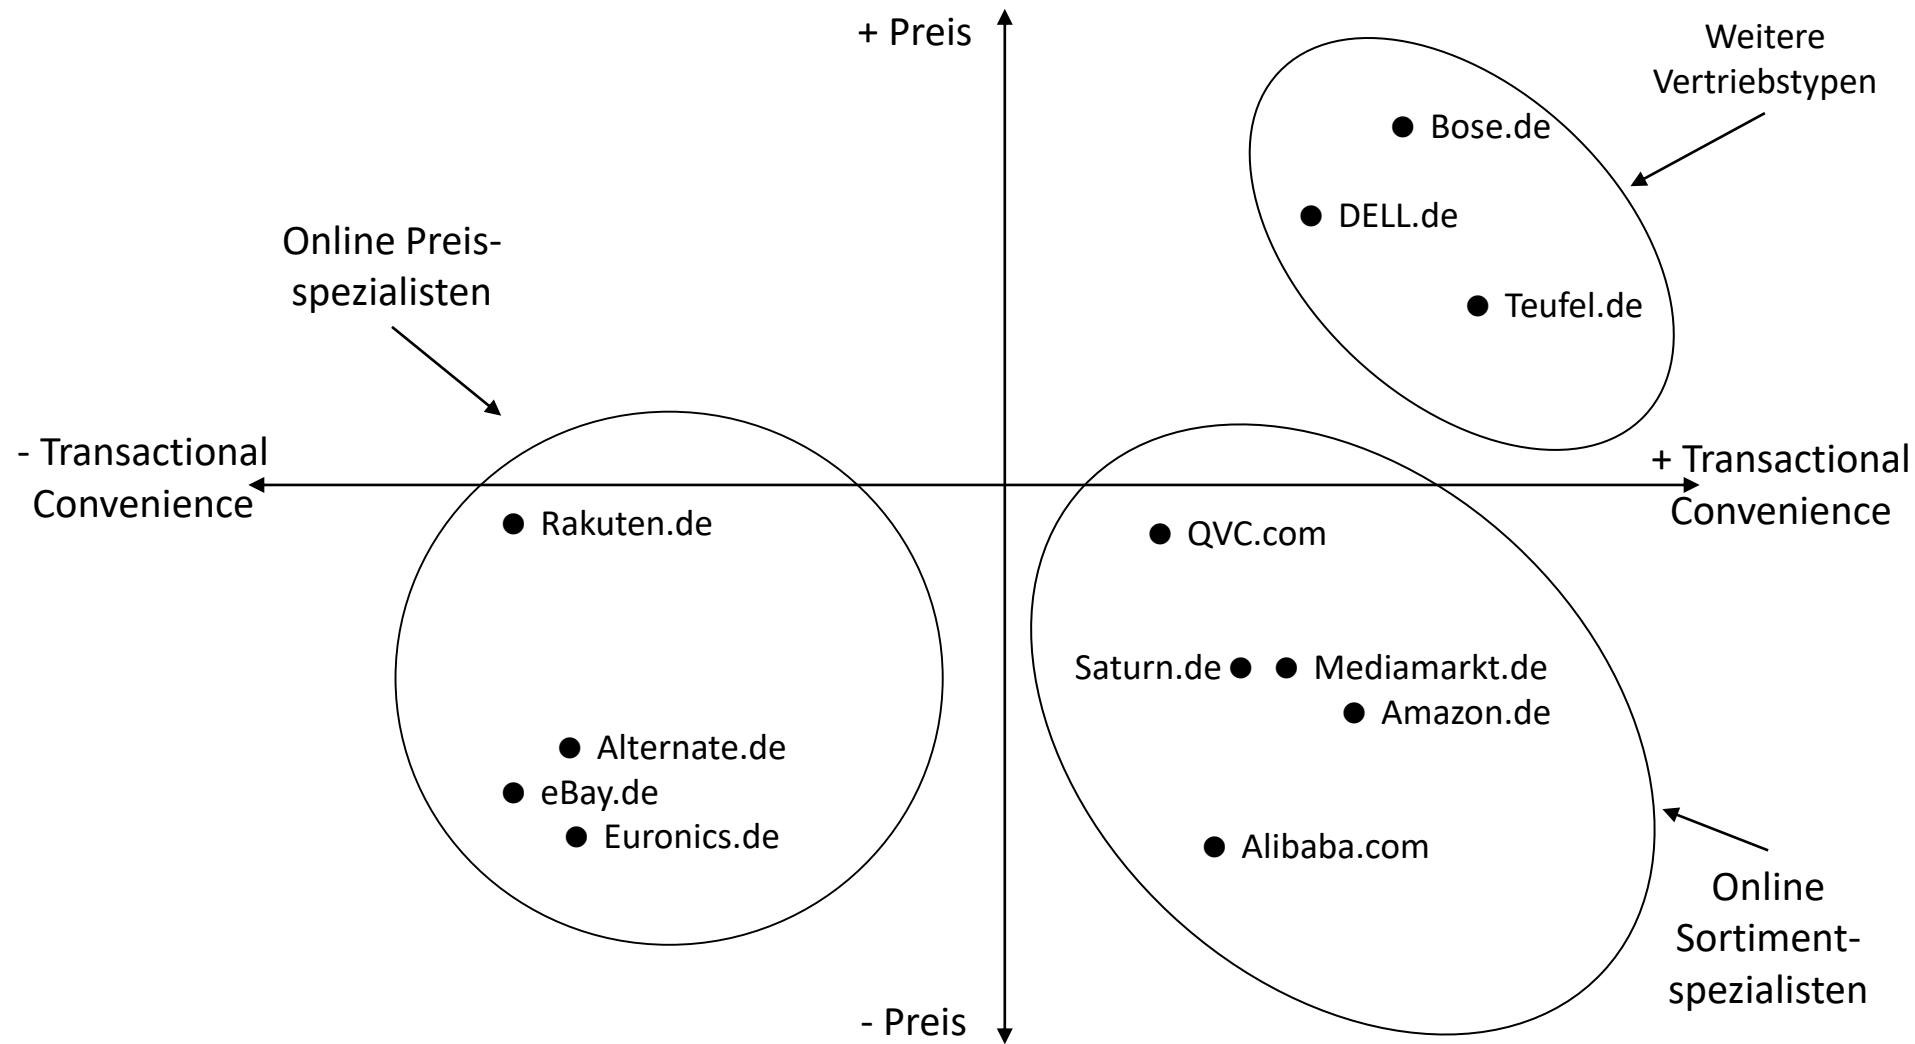 + Preis
Weitere
Vertriebstypen
Bose.de
DELL.de
Teufel.de
Online Preis-
spezialisten
- Transactional
Convenience
+ Transactional
Convenience
Rakuten.de
QVC.com
Saturn.de
Mediamarkt.de
Amazon.de
Alternate.de
eBay.de
Euronics.de
Alibaba.com
Online
Sortiment-
spezialisten
- Preis